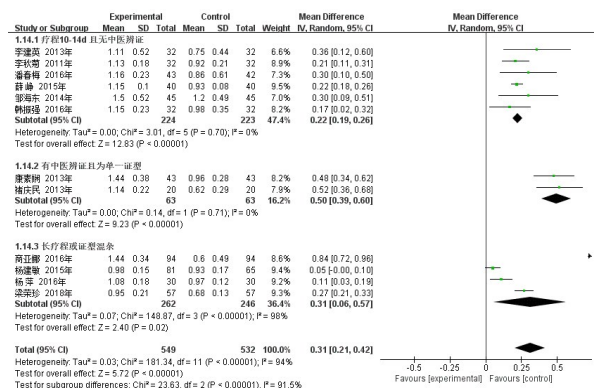 Experimental Control Mean Difference Mean Difference
Study or Subgroup Mean SD Total Mean SD Total Weight IV, Random, 95% CI IV, Random, 95% CI
1.14.1 疗程10-14d 且无中医辨证
李建英 2013年 1.11 0.52 32 0.75 0.44 32 6.6% 0.36 [0.12, 0.60]
李秋菊 2011年 1.13 0.18 32 0.92 0.21 32 9.2% 0.21 [0.11, 0.31]
潘春梅 2016年 1.16 0.23 43 0.86 0.61 42 7.8% 0.30 [0.10, 0.50]
薛峥 2015年 1.15 0.1 40 0.93 0.08 40 9.8% 0.22 [0.18, 0.26]
邹海东 2014年 1.5 0.52 45 1.2 0.49 45 7.5% 0.30 [0.09, 0.51]
韩振强 2016年 1.15 0.23 32 0.98 0.35 32 8.7% 0.17 [0.02, 0.32]
Subtotal (95% CI) 224 223 47.4% 0.22 [0.19, 0.26]
Heterogeneity: Tau² = 0.00; Chi² = 3.01, df = 5 (P = 0.70); I² = 0%
Test for overall effect: Z = 12.83 (P < 0.00001)
1.14.2 有中医辨证且为单一证型
康素娴 2013年 1.44 0.38 43 0.96 0.28 43 8.8% 0.48 [0.34, 0.62]
褚庆民 2013年 1.14 0.22 20 0.62 0.29 20 8.5% 0.52 [0.36, 0.68]
Subtotal (95% CI) 63 63 16.2% 0.50 [0.39, 0.60]
Heterogeneity: Tau² = 0.00; Chi² = 0.14, df = 1 (P = 0.71); I² = 0%
Test for overall effect: Z = 9.23 (P < 0.00001)
1.14.3 长疗程或证型混杂
商亚娜 2016年 1.44 0.34 94 0.6 0.49 94 9.0% 0.84 [0.72, 0.96]
杨建敏 2015年 0.98 0.15 81 0.93 0.17 65 9.7% 0.05 [-0.00, 0.10]
杨萍 2016年 1.08 0.18 30 0.97 0.12 30 9.5% 0.11 [0.03, 0.19]
梁荣珍 2018年 0.95 0.21 57 0.68 0.13 57 9.6% 0.27 [0.21, 0.33]
Subtotal (95% CI) 262 246 36.4% 0.31 [0.06, 0.57]
Heterogeneity: Tau² = 0.07; Chi² = 148.87, df = 3 (P < 0.00001); I² = 98%
Test for overall effect: Z = 2.40 (P = 0.02)
Total (95% CI) 549 532 100.0% 0.31 [0.21, 0.42]
Heterogeneity: Tau² = 0.03; Chi² = 181.34, df = 11 (P < 0.00001); I² = 94%
Test for overall effect: Z = 5.72 (P < 0.00001)
Test for subgroup differences: Chi² = 23.63, df = 2 (P < 0.00001), I² = 91.5%
-0.5 -0.25 0 0.25 0.5
Favours [experimental] Favours [control]